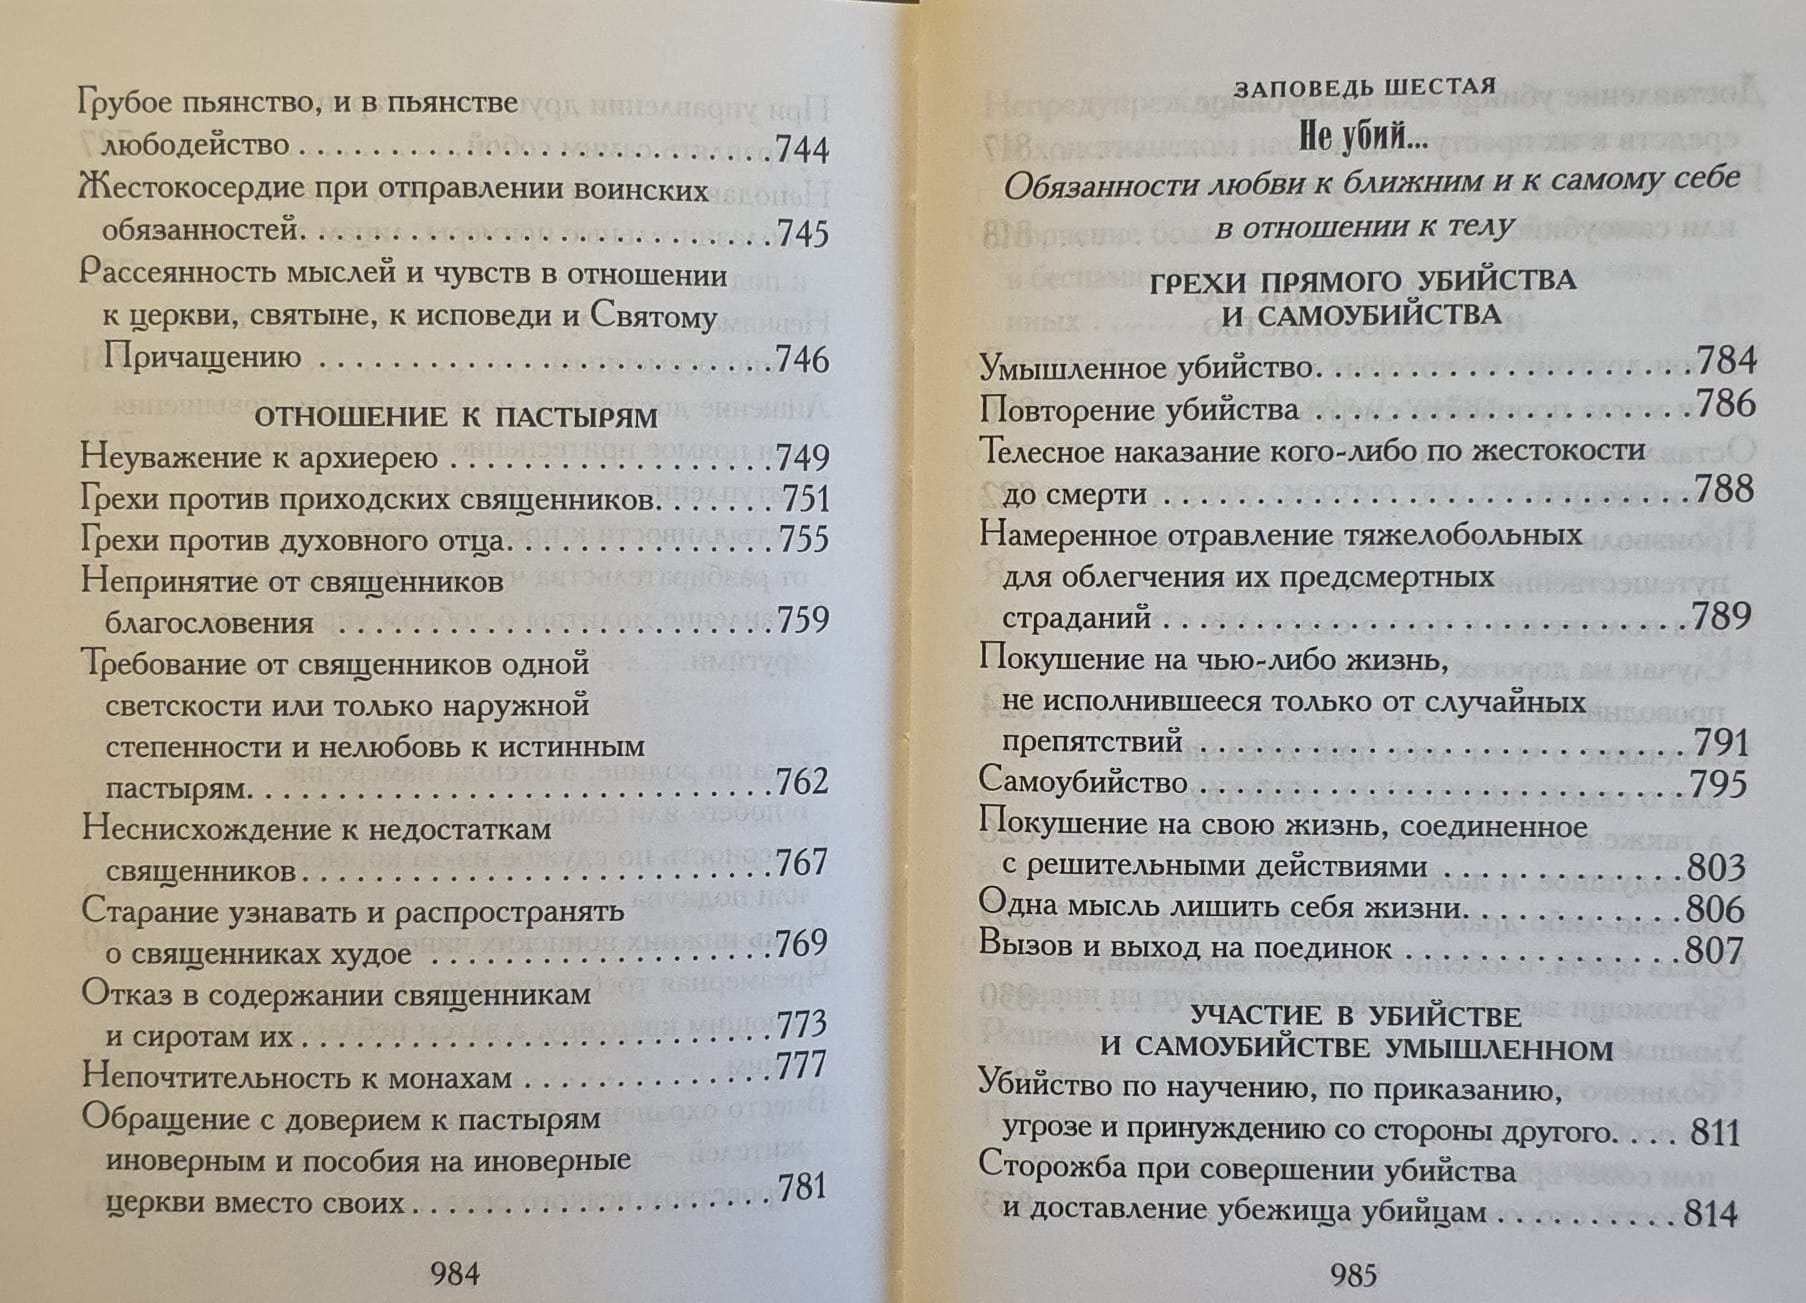 Грубое пьянство, и в пьянстве
любодейство . . . . . . . . . . . . . . . . . . . . . . . . . . 744
Жестокосердие при отправлении воинских
обязанностей. . . . . . . . . . . . . . . . . . . . . . . . . . 745
Рассеянность мыслей и чувств в отношении
к церкви, святыне, к исповеди и Святому
Причащению . . . . . . . . . . . . . . . . . . . . . . . . . 746
ОТНОШЕНИЕ К ПАСТЫРЯМ
Неуважение к архиерею . . . . . . . . . . . . . . . . . . 749
Грехи против приходских священников. . . . . . . 751
Грехи против духовного отца. . . . . . . . . . . . . . . 755
Непринятие от священников
благословения . . . . . . . . . . . . . . . . . . . . . . . . 759
Требование от священников одной
светскости или только наружной
степенности и нелюбовь к истинным
пастырям. . . . . . . . . . . . . . . . . . . . . . . . . . . . . 762
Неснисхождение к недостаткам
священников . . . . . . . . . . . . . . . . . . . . . . . . . . 767
Старание узнавать и распространять
о священниках худое . . . . . . . . . . . . . . . . . . . 769
Отказ в содержании священникам
и сиротам их . . . . . . . . . . . . . . . . . . . . . . . . . . 773
Непочтительность к монахам . . . . . . . . . . . . . . 777
Обращение с доверием к пастырям
иноверным и пособия на иноверные
церкви вместо своих . . . . . . . . . . . . . . . . . . . . 781
984
ЗАПОВЕДЬ ШЕСТАЯ
Не убий...
Обязанности любви к ближним и к самому себе
в отношении к телу
ГРЕХИ ПРЯМОГО УБИЙСТВА
И САМОУБИЙСТВА
Умышленное убийство. . . . . . . . . . . . . . . . . . . . . 784
Повторение убийства . . . . . . . . . . . . . . . . . . . . . 786
Телесное наказание кого-либо по жестокости
до смерти . . . . . . . . . . . . . . . . . . . . . . . . . . . . . 788
Намеренное отравление тяжелобольных
для облегчения их предсмертных
страданий . . . . . . . . . . . . . . . . . . . . . . . . . . . . . 789
Покушение на чью-либо жизнь,
не исполнившееся только от случайных
препятствий . . . . . . . . . . . . . . . . . . . . . . . . . . . 791
Самоубийство . . . . . . . . . . . . . . . . . . . . . . . . . . . 795
Покушение на свою жизнь, соединенное
с решительными действиями . . . . . . . . . . . . . 803
Одна мысль лишить себя жизни. . . . . . . . . . . . . 806
Вызов и выход на поединок . . . . . . . . . . . . . . . 807
УЧАСТИЕ В УБИЙСТВЕ
И САМОУБИЙСТВЕ УМЫШЛЕННОМ
Убийство по научению, по приказанию,
угрозе и принуждению со стороны другого. . . . 811
Сторожба при совершении убийства
и доставление убежища убийцам . . . . . . . . . . 814
985